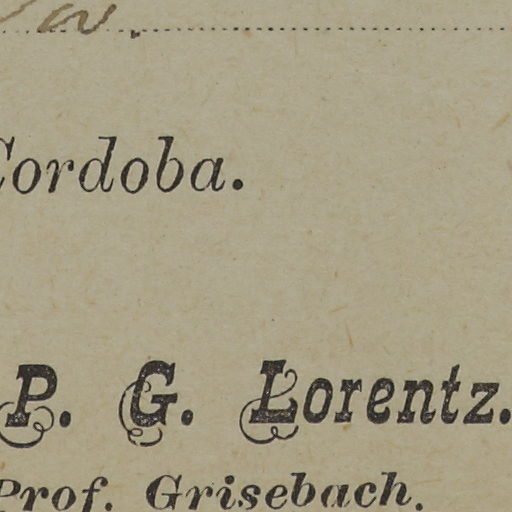 Cordoba.
P. G. Lorentz.
Prof. Grisebach.